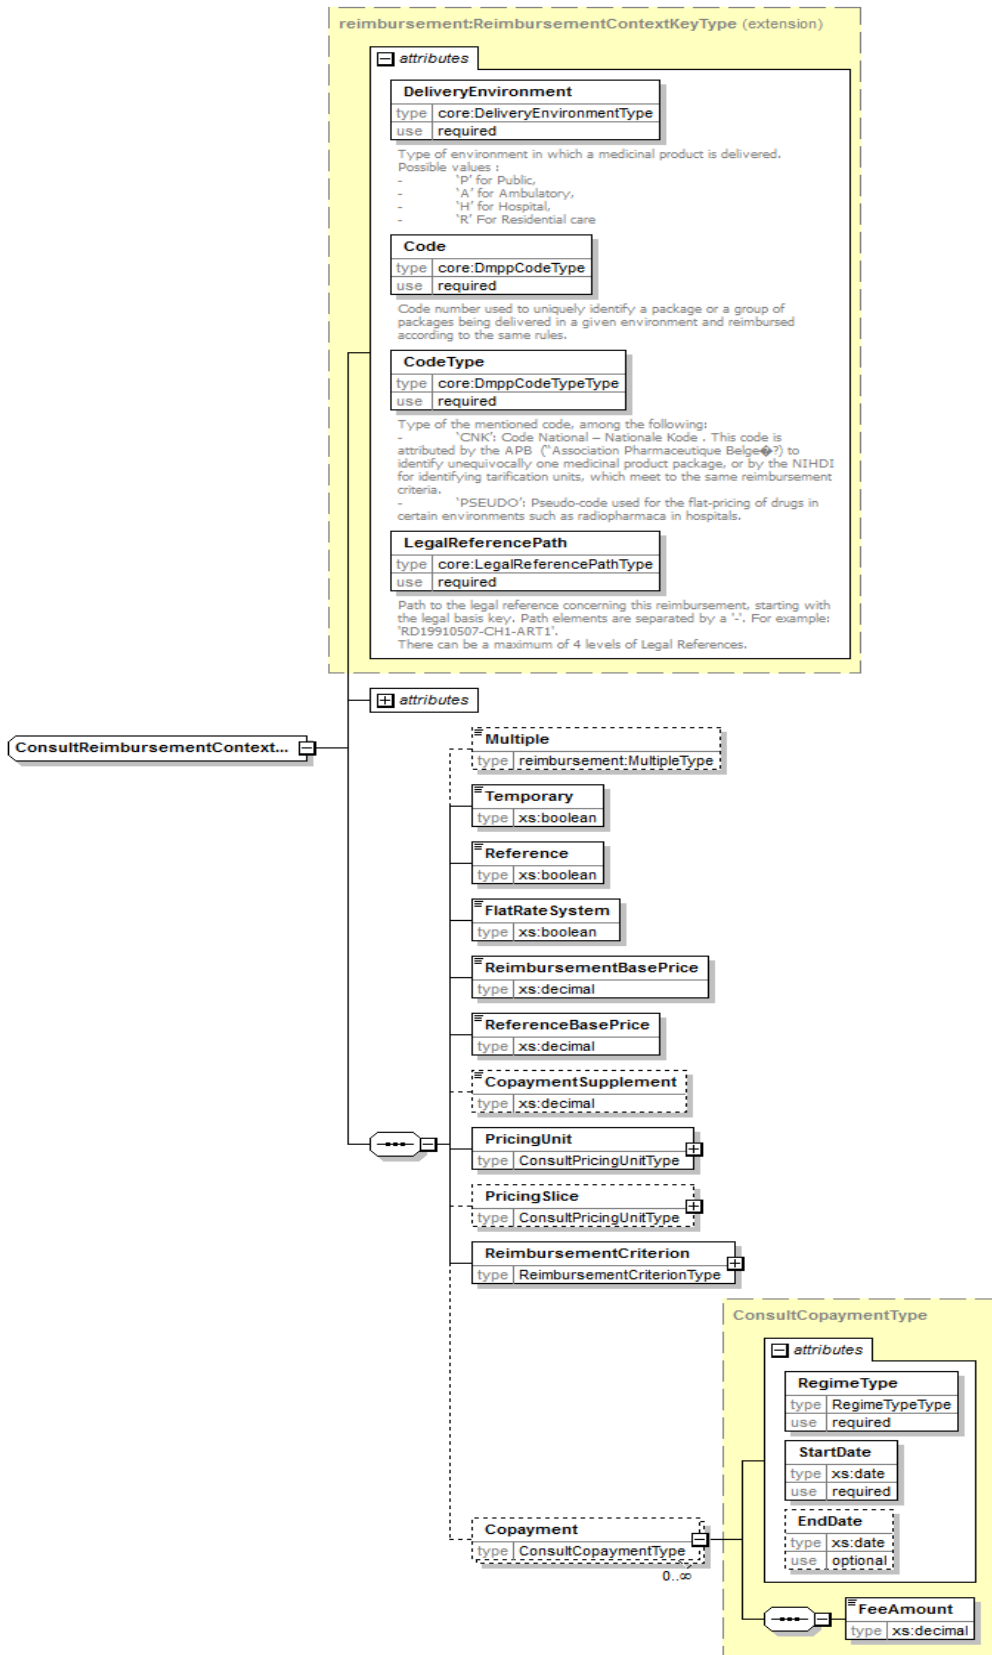 reimbursement:ReimbursementContextKeyType (extension)
attributes
DeliveryEnvironment
type core:DeliveryEnvironmentType
use required
Type of environment in which a medicinal product is delivered.
Possible values :
- 'P' for Public,
- 'A' for Ambulatory,
- 'H' for Hospital,
- 'R' For Residential care
Code
type core:DmppCodeType
use required
Code number used to uniquely identify a package or a group of
packages being delivered in a given environment and reimbursed
according to the same rules.
CodeType
type core:DmppCodeTypeType
use required
Type of the mentioned code, among the following:
- 'CNK': Code National – Nationale Kode . This code is
attributed by the APB ("Association Pharmaceutique Belge�?) to
identify unequivocally one medicinal product package, or by the NIHDI
for identifying tarification units, which meet to the same reimbursement
criteria.
- 'PSEUDO': Pseudo-code used for the flat-pricing of drugs in
certain environments such as radiopharmaca in hospitals.
LegalReferencePath
type core:LegalReferencePathType
use required
Path to the legal reference concerning this reimbursement, starting with
the legal basis key. Path elements are separated by a '-'. For example:
'RD19910507-CH1-ART1'.
There can be a maximum of 4 levels of Legal References.
attributes
ConsultReimbursementContext...
Multiple
type reimbursement:MultipleType
Temporary
type xs:boolean
Reference
type xs:boolean
FlatRateSystem
type xs:boolean
ReimbursementBasePrice
type xs:decimal
ReferenceBasePrice
type xs:decimal
CopaymentSupplement
type xs:decimal
PricingUnit
type ConsultPricingUnitType
PricingSlice
type ConsultPricingUnitType
ReimbursementCriterion
type ReimbursementCriterionType
ConsultCopaymentType
attributes
RegimeType
type RegimeTypeType
use required
StartDate
type xs:date
use required
EndDate
type xs:date
use optional
Copayment
type ConsultCopaymentType
0..∞
FeeAmount
type xs:decimal